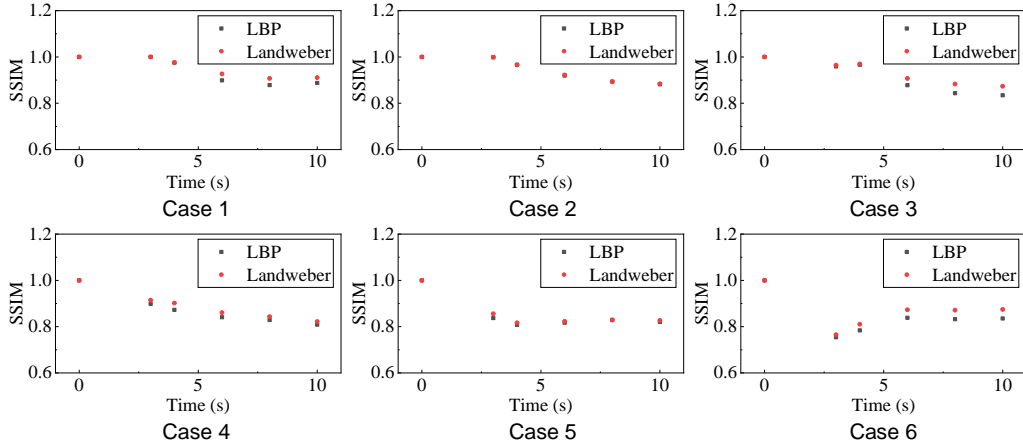 1.2
1.0
0.8
0.6
SSIM
LBP
Landweber
0
5
10
Time (s)
Case 1
1.2
1.0
0.8
0.6
SSIM
LBP
Landweber
0
5
10
Time (s)
Case 2
1.2
1.0
0.8
0.6
SSIM
LBP
Landweber
0
5
10
Time (s)
Case 3
1.2
1.0
0.8
0.6
SSIM
LBP
Landweber
0
5
10
Time (s)
Case 4
1.2
1.0
0.8
0.6
SSIM
LBP
Landweber
0
5
10
Time (s)
Case 5
1.2
1.0
0.8
0.6
SSIM
LBP
Landweber
0
5
10
Time (s)
Case 6